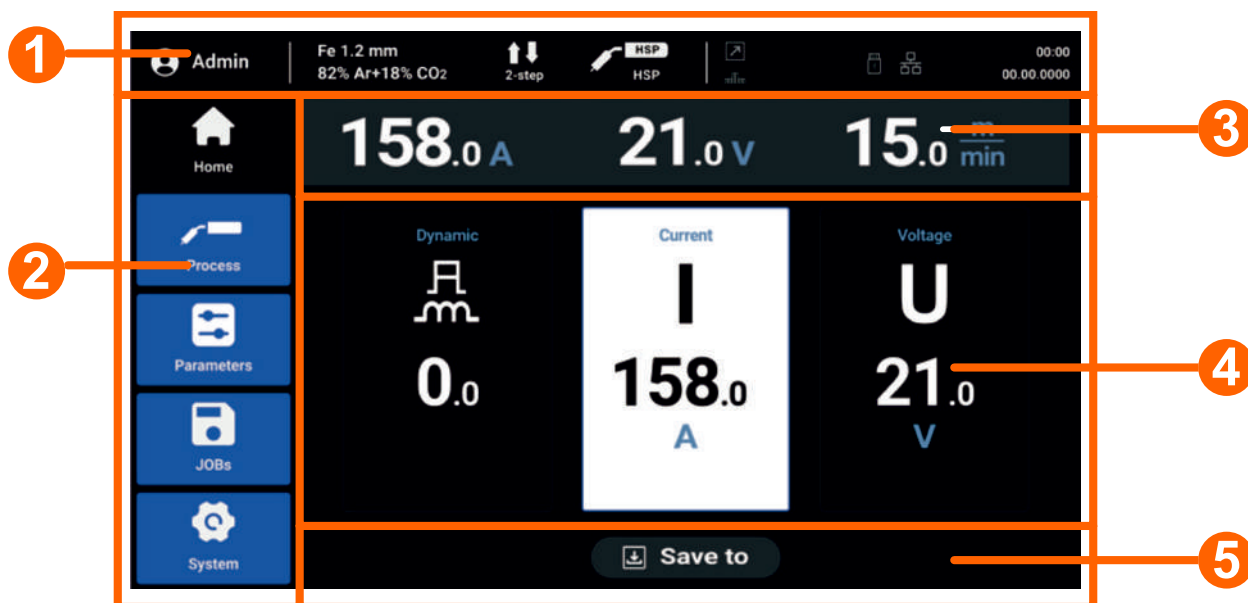 1
Admin
Fe 1.2 mm
82% Ar+18% CO2
2-step
HSP
HSP
00:00
00.00.0000
Home
158.0 A
21.0 V
15.0 m
min
3
2
Process
Dynamic
Current
Voltage
I
U
Parameters
0.0
158.0
21.0
4
A
V
JOBs
System
Save to
5